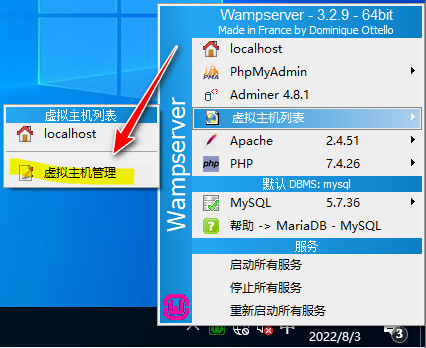 Wampserver - 3.2.9 - 64bit
Made in France by Dominique Ottello
localhost
PhpMyAdmin
Adminer 4.8.1
虚拟主机列表
Apache 2.4.51
PHP 7.4.26
默认 DBMS: mysql
MySQL 5.7.36
帮助 -> MariaDB - MySQL
服务
启动所有服务
停止所有服务
重新启动所有服务
Wampserver
虚拟主机列表
localhost
虚拟主机管理
中
2022/8/3
3